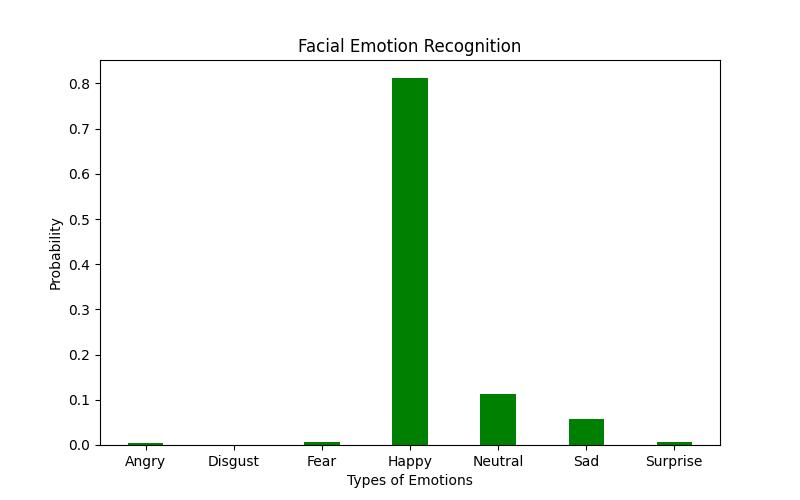 Facial Emotion Recognition
0.8
0.7
0.6
0.5
0.4
0.3
0.2
0.1
0.0
Probability
Angry Disgust Fear Happy Neutral Sad Surprise
Types of Emotions